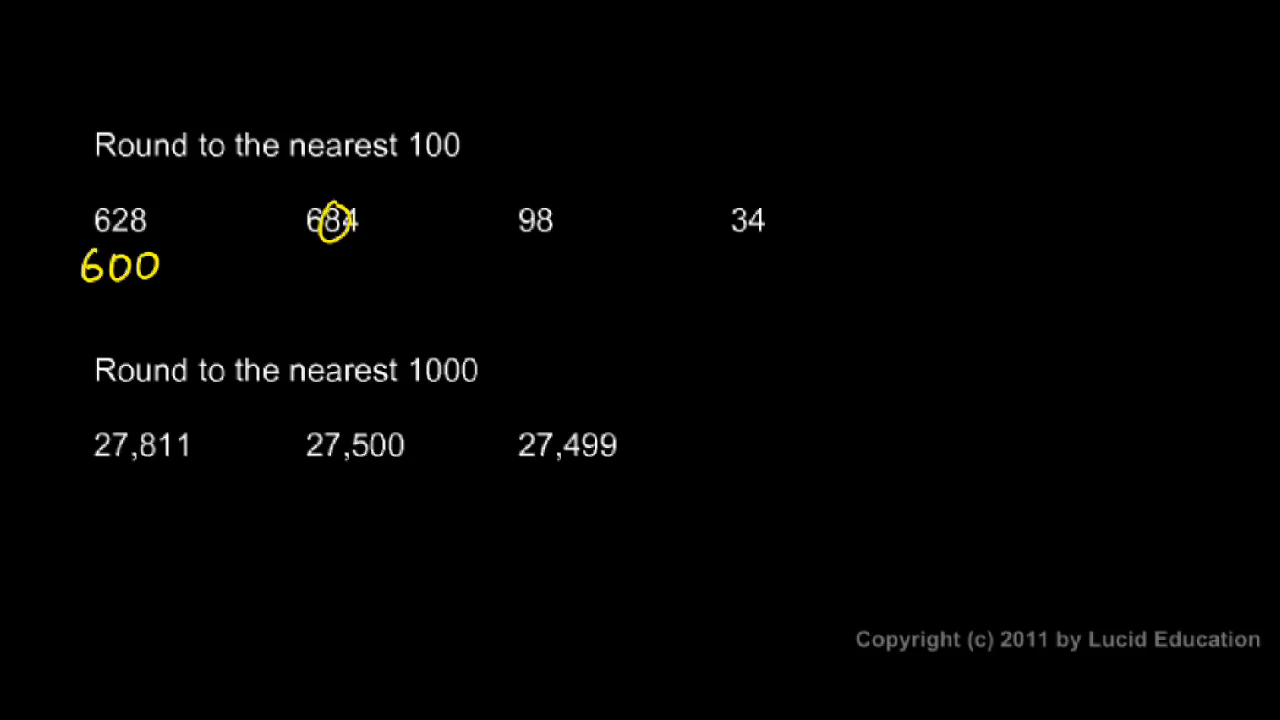 Round to the nearest 100
628 684 98 34
600
Round to the nearest 1000
27,811 27,500 27,499
Copyright (c) 2011 by Lucid Education